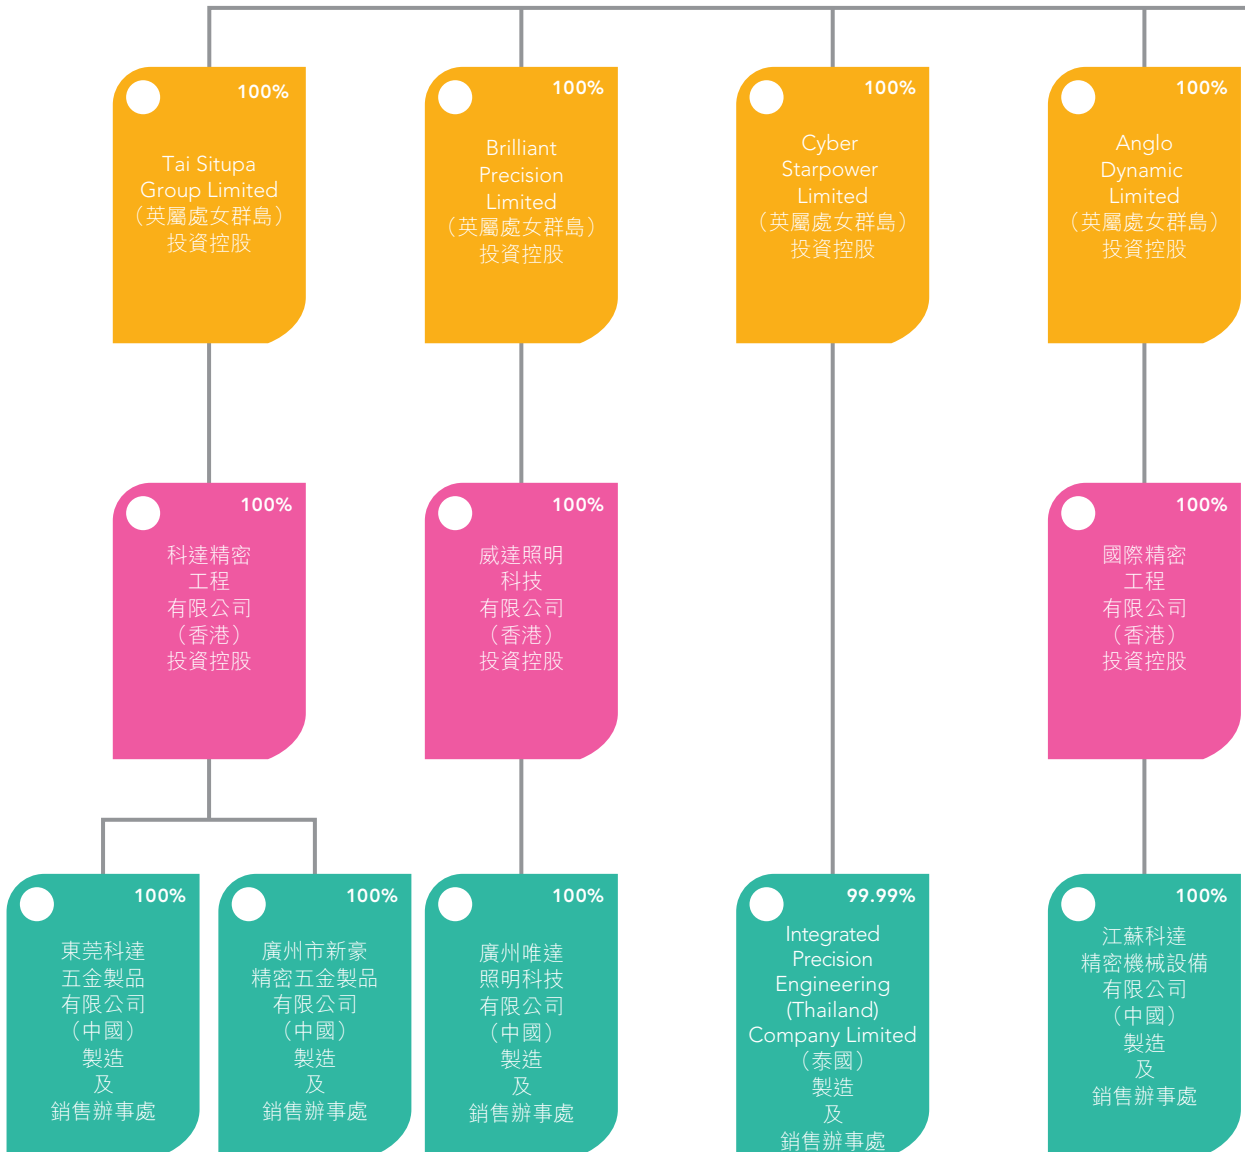 100%
Tai Situpa
Group Limited
（英屬處女群島）
投資控股
100%
Brilliant
Precision
Limited
（英屬處女群島）
投資控股
100%
Cyber
Starpower
Limited
（英屬處女群島）
投資控股
100%
Anglo
Dynamic
Limited
（英屬處女群島）
投資控股
100%
科達精密
工程
有限公司
（香港）
投資控股
100%
威達照明
科技
有限公司
（香港）
投資控股
100%
國際精密
工程
有限公司
（香港）
投資控股
100%
東莞科達
五金製品
有限公司
（中國）
製造
及
銷售辦事處
100%
廣州市新豪
精密五金製品
有限公司
（中國）
製造
及
銷售辦事處
100%
廣州唯達
照明科技
有限公司
（中國）
製造
及
銷售辦事處
99.99%
Integrated
Precision
Engineering
(Thailand)
Company Limited
（泰國）
製造
及
銷售辦事處
100%
江蘇科達
精密機械設備
有限公司
（中國）
製造
及
銷售辦事處